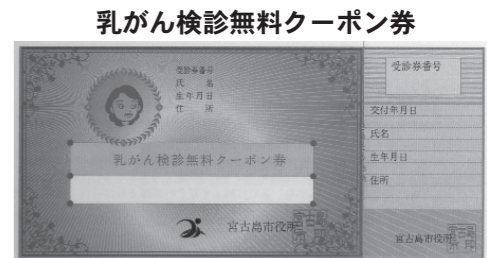 乳がん検診無料クーポン券
受診券番号
氏　　名
生年月日
住　　所
乳がん検診無料クーポン券
宮古島市役所
受診券番号
交付年月日
氏名
生年月日
住所
宮古島市役所